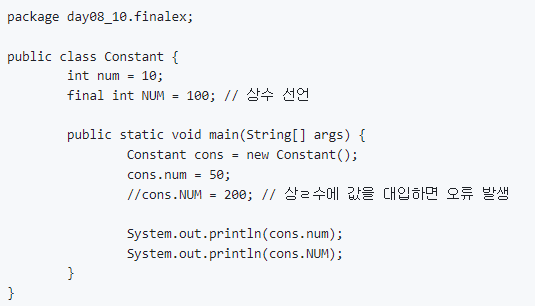 package day08_10.finalex;
public class Constant {
int num = 10;
final int NUM = 100; // 상수 선언
public static void main(String[] args) {
Constant cons = new Constant();
cons.num = 50;
//cons.NUM = 200; // 상ㄹ수에 값을 대입하면 오류 발생
System.out.println(cons.num);
System.out.println(cons.NUM);
}
}